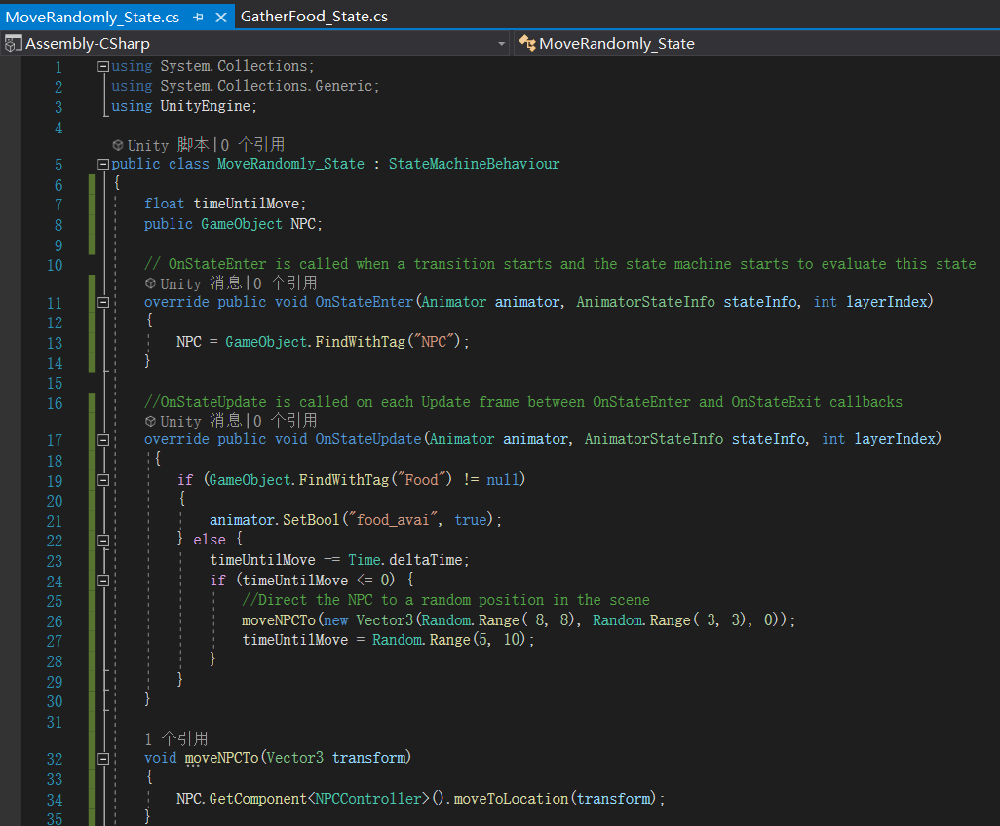 MoveRandomly_State.cs GatherFood_State.cs
Assembly-CSharp MoveRandomly_State
1 using System.Collections;
2 using System.Collections.Generic;
3 using UnityEngine;
4
Unity 脚本|0 个引用
5 public class MoveRandomly_State : StateMachineBehaviour
6 {
7 float timeUntilMove;
8 public GameObject NPC;
9
10 // OnStateEnter is called when a transition starts and the state machine starts to evaluate this state
Unity 消息|0 个引用
11 override public void OnStateEnter(Animator animator, AnimatorStateInfo stateInfo, int layerIndex)
12 {
13 NPC = GameObject.FindWithTag("NPC");
14 }
15
16 //OnStateUpdate is called on each Update frame between OnStateEnter and OnStateExit callbacks
Unity 消息|0 个引用
17 override public void OnStateUpdate(Animator animator, AnimatorStateInfo stateInfo, int layerIndex)
18 {
19 if (GameObject.FindWithTag("Food") != null)
20 {
21 animator.SetBool("food_avai", true);
22 } else {
23 timeUntilMove -= Time.deltaTime;
24 if (timeUntilMove <= 0) {
25 //Direct the NPC to a random position in the scene
26 moveNPCTo(new Vector3(Random.Range(-8, 8), Random.Range(-3, 3), 0));
27 timeUntilMove = Random.Range(5, 10);
28 }
29 }
30 }
31
1 个引用
32 void moveNPCTo(Vector3 transform)
33 {
34 NPC.GetComponent<NPCController>().moveToLocation(transform);
35 }